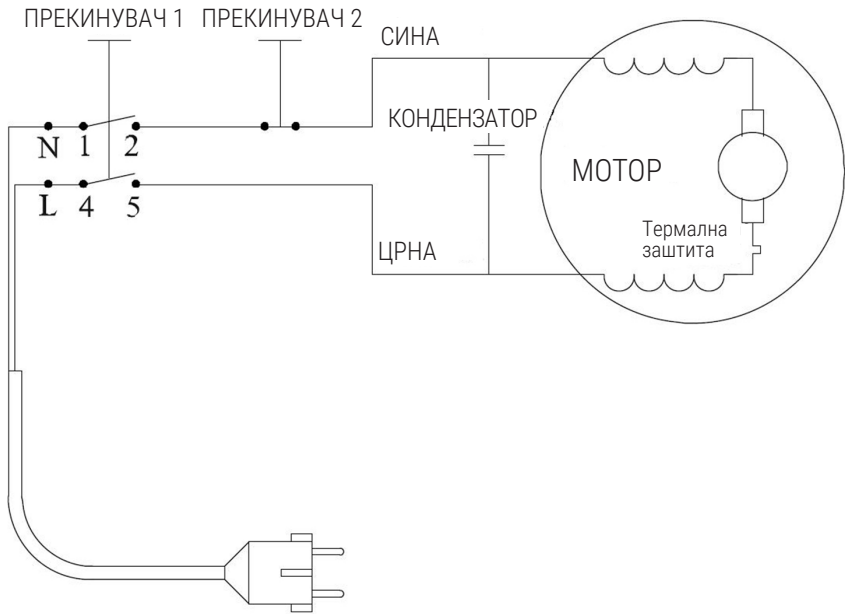 ПРЕКИНУВАЧ 1 ПРЕКИНУВАЧ 2
СИНА
КОНДЕНЗАТОР
N 1 2
МОТОР
L 4 5
Термална
заштита
ЦРНА